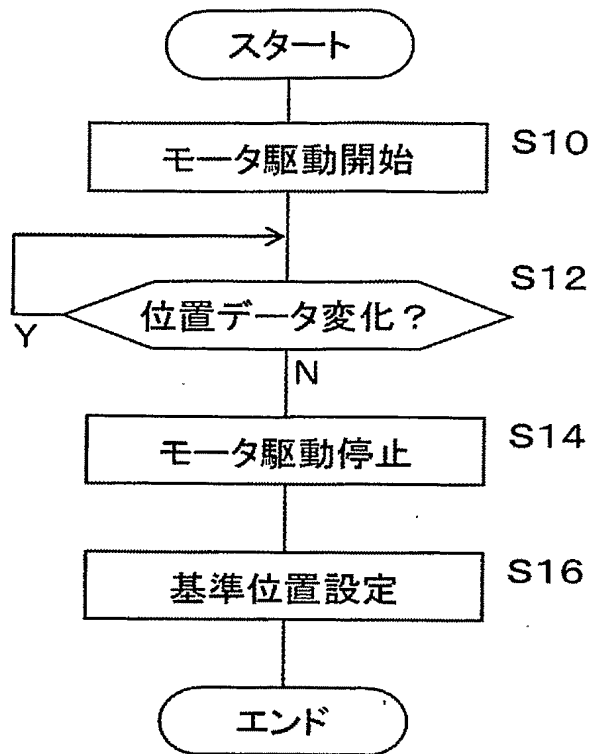 スタート
モータ駆動開始
S10
位置データ変化?
S12
Y
N
モータ駆動停止
S14
基準位置設定
S16
エンド